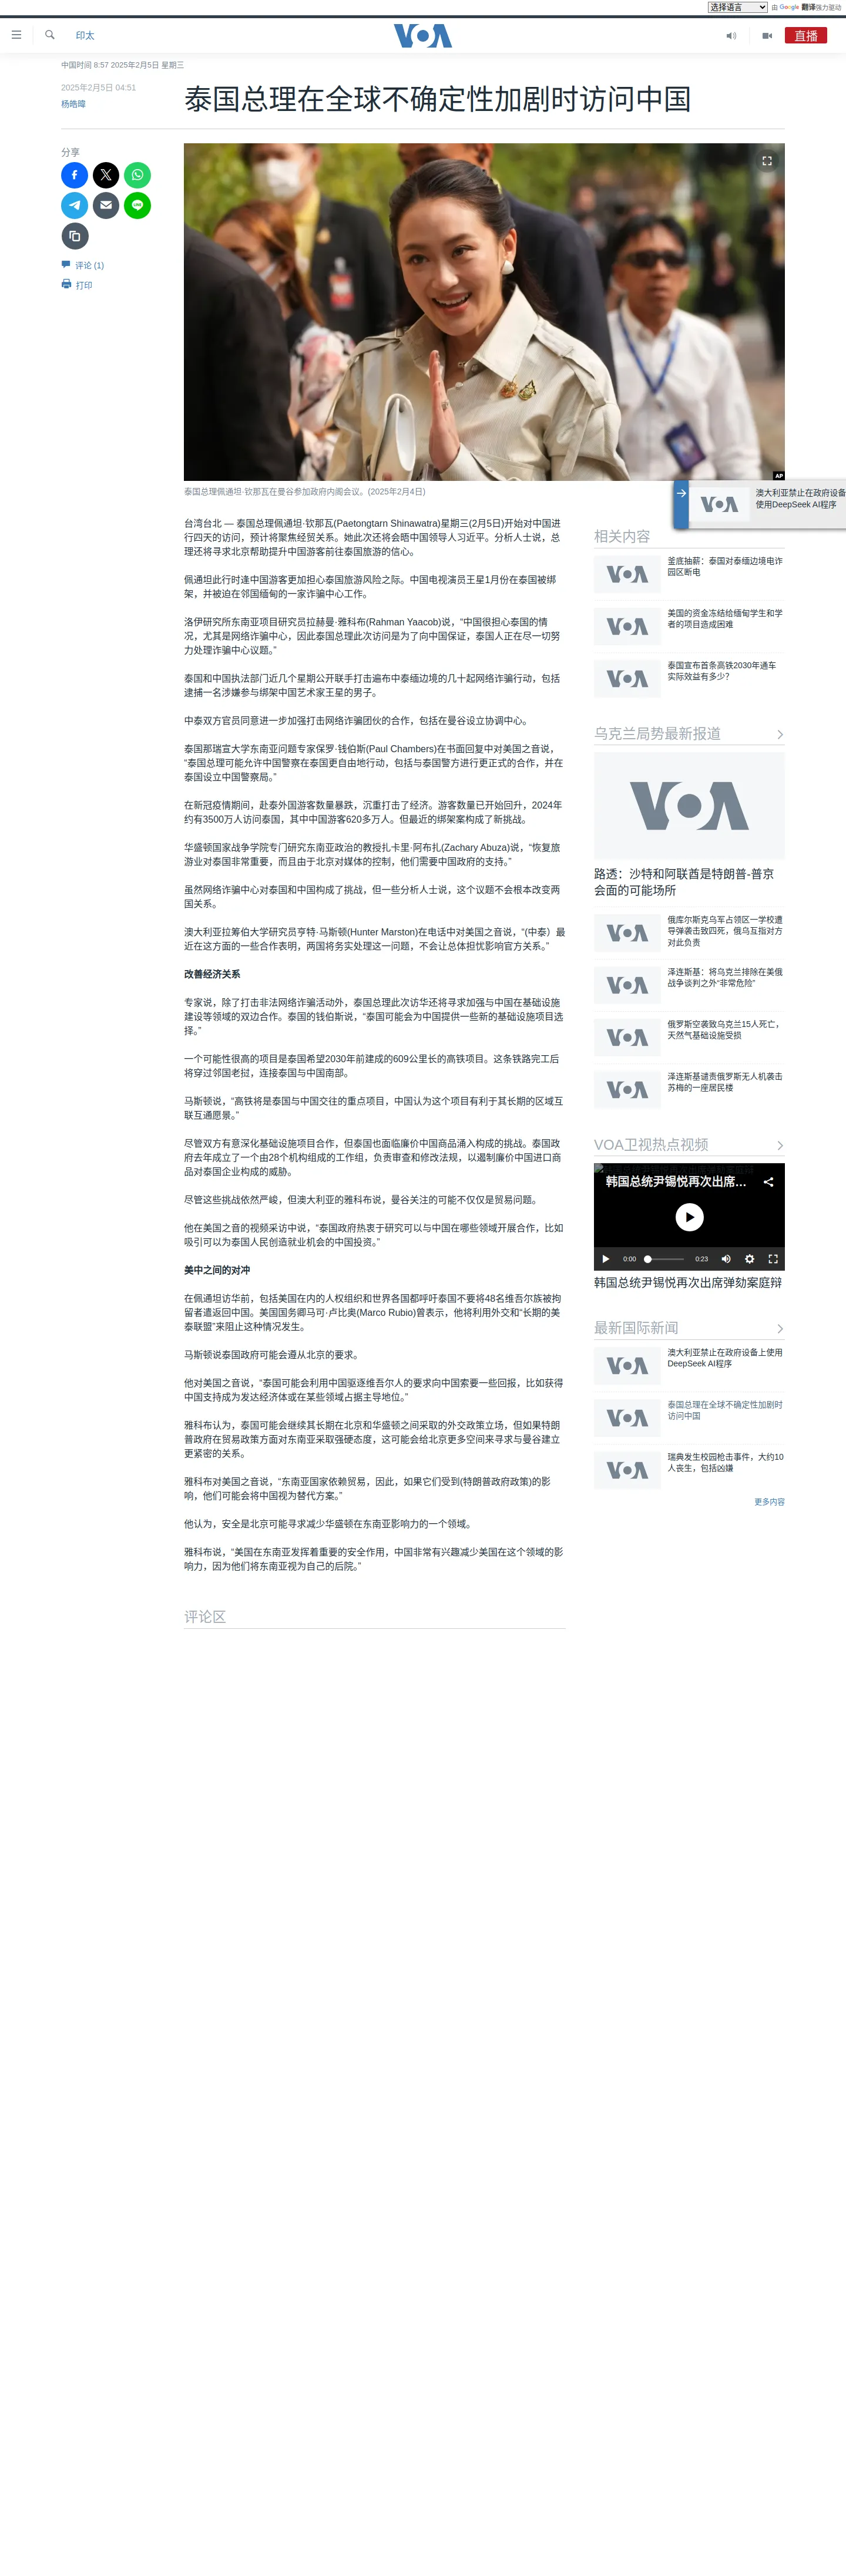 选择语言
由 Google 翻译强力驱动
印太
VOA
直播
中国时间 8:57 2025年2月5日 星期三
2025年2月5日 04:51
杨皓暐
泰国总理在全球不确定性加剧时访问中国
分享
评论 (1)
打印
AP
泰国总理佩通坦·钦那瓦在曼谷参加政府内阁会议。(2025年2月4日)
澳大利亚禁止在政府设备
使用DeepSeek AI程序
台湾台北 — 泰国总理佩通坦·钦那瓦(Paetongtarn Shinawatra)星期三(2月5日)开始对中国进
行四天的访问，预计将聚焦经贸关系。她此次还将会晤中国领导人习近平。分析人士说，总
理还将寻求北京帮助提升中国游客前往泰国旅游的信心。
佩通坦此行时逢中国游客更加担心泰国旅游风险之际。中国电视演员王星1月份在泰国被绑
架，并被迫在邻国缅甸的一家诈骗中心工作。
洛伊研究所东南亚项目研究员拉赫曼·雅科布(Rahman Yaacob)说，“中国很担心泰国的情
况，尤其是网络诈骗中心，因此泰国总理此次访问是为了向中国保证，泰国人正在尽一切努
力处理诈骗中心议题。”
泰国和中国执法部门近几个星期公开联手打击遍布中泰缅边境的几十起网络诈骗行动，包括
逮捕一名涉嫌参与绑架中国艺术家王星的男子。
中泰双方官员同意进一步加强打击网络诈骗团伙的合作，包括在曼谷设立协调中心。
泰国那瑞宣大学东南亚问题专家保罗·钱伯斯(Paul Chambers)在书面回复中对美国之音说，
“泰国总理可能允许中国警察在泰国更自由地行动，包括与泰国警方进行更正式的合作，并在
泰国设立中国警察局。”
在新冠疫情期间，赴泰外国游客数量暴跌，沉重打击了经济。游客数量已开始回升，2024年
约有3500万人访问泰国，其中中国游客620多万人。但最近的绑架案构成了新挑战。
华盛顿国家战争学院专门研究东南亚政治的教授扎卡里·阿布扎(Zachary Abuza)说，“恢复旅
游业对泰国非常重要，而且由于北京对媒体的控制，他们需要中国政府的支持。”
虽然网络诈骗中心对泰国和中国构成了挑战，但一些分析人士说，这个议题不会根本改变两
国关系。
澳大利亚拉筹伯大学研究员亨特·马斯顿(Hunter Marston)在电话中对美国之音说，“(中泰）最
近在这方面的一些合作表明，两国将务实处理这一问题，不会让总体担忧影响官方关系。”
改善经济关系
专家说，除了打击非法网络诈骗活动外，泰国总理此次访华还将寻求加强与中国在基础设施
建设等领域的双边合作。泰国的钱伯斯说，“泰国可能会为中国提供一些新的基础设施项目选
择。”
一个可能性很高的项目是泰国希望2030年前建成的609公里长的高铁项目。这条铁路完工后
将穿过邻国老挝，连接泰国与中国南部。
马斯顿说，“高铁将是泰国与中国交往的重点项目，中国认为这个项目有利于其长期的区域互
联互通愿景。”
尽管双方有意深化基础设施项目合作，但泰国也面临廉价中国商品涌入构成的挑战。泰国政
府去年成立了一个由28个机构组成的工作组，负责审查和修改法规，以遏制廉价中国进口商
品对泰国企业构成的威胁。
尽管这些挑战依然严峻，但澳大利亚的雅科布说，曼谷关注的可能不仅仅是贸易问题。
他在美国之音的视频采访中说，“泰国政府热衷于研究可以与中国在哪些领域开展合作，比如
吸引可以为泰国人民创造就业机会的中国投资。”
美中之间的对冲
在佩通坦访华前，包括美国在内的人权组织和世界各国都呼吁泰国不要将48名维吾尔族被拘
留者遣返回中国。美国国务卿马可·卢比奥(Marco Rubio)曾表示，他将利用外交和“长期的美
泰联盟”来阻止这种情况发生。
马斯顿说泰国政府可能会遵从北京的要求。
他对美国之音说，“泰国可能会利用中国驱逐维吾尔人的要求向中国索要一些回报，比如获得
中国支持成为发达经济体或在某些领域占据主导地位。”
雅科布认为，泰国可能会继续其长期在北京和华盛顿之间采取的外交政策立场，但如果特朗
普政府在贸易政策方面对东南亚采取强硬态度，这可能会给北京更多空间来寻求与曼谷建立
更紧密的关系。
雅科布对美国之音说，“东南亚国家依赖贸易，因此，如果它们受到(特朗普政府政策)的影
响，他们可能会将中国视为替代方案。”
他认为，安全是北京可能寻求减少华盛顿在东南亚影响力的一个领域。
雅科布说，“美国在东南亚发挥着重要的安全作用，中国非常有兴趣减少美国在这个领域的影
响力，因为他们将东南亚视为自己的后院。”
评论区
相关内容
釜底抽薪：泰国对泰缅边境电诈
园区断电
美国的资金冻结给缅甸学生和学
者的项目造成困难
泰国宣布首条高铁2030年通车
实际效益有多少?
乌克兰局势最新报道
路透：沙特和阿联酋是特朗普-普京
会面的可能场所
俄库尔斯克乌军占领区一学校遭
导弹袭击致四死，俄乌互指对方
对此负责
泽连斯基：将乌克兰排除在美俄
战争谈判之外“非常危险”
俄罗斯空袭致乌克兰15人死亡，
天然气基础设施受损
泽连斯基谴责俄罗斯无人机袭击
苏梅的一座居民楼
VOA卫视热点视频
韩国总统尹锡悦再次出席...
0:00
0:23
韩国总统尹锡悦再次出席弹劾案庭辩
最新国际新闻
澳大利亚禁止在政府设备上使用
DeepSeek AI程序
泰国总理在全球不确定性加剧时
访问中国
瑞典发生校园枪击事件，大约10
人丧生，包括凶嫌
更多内容